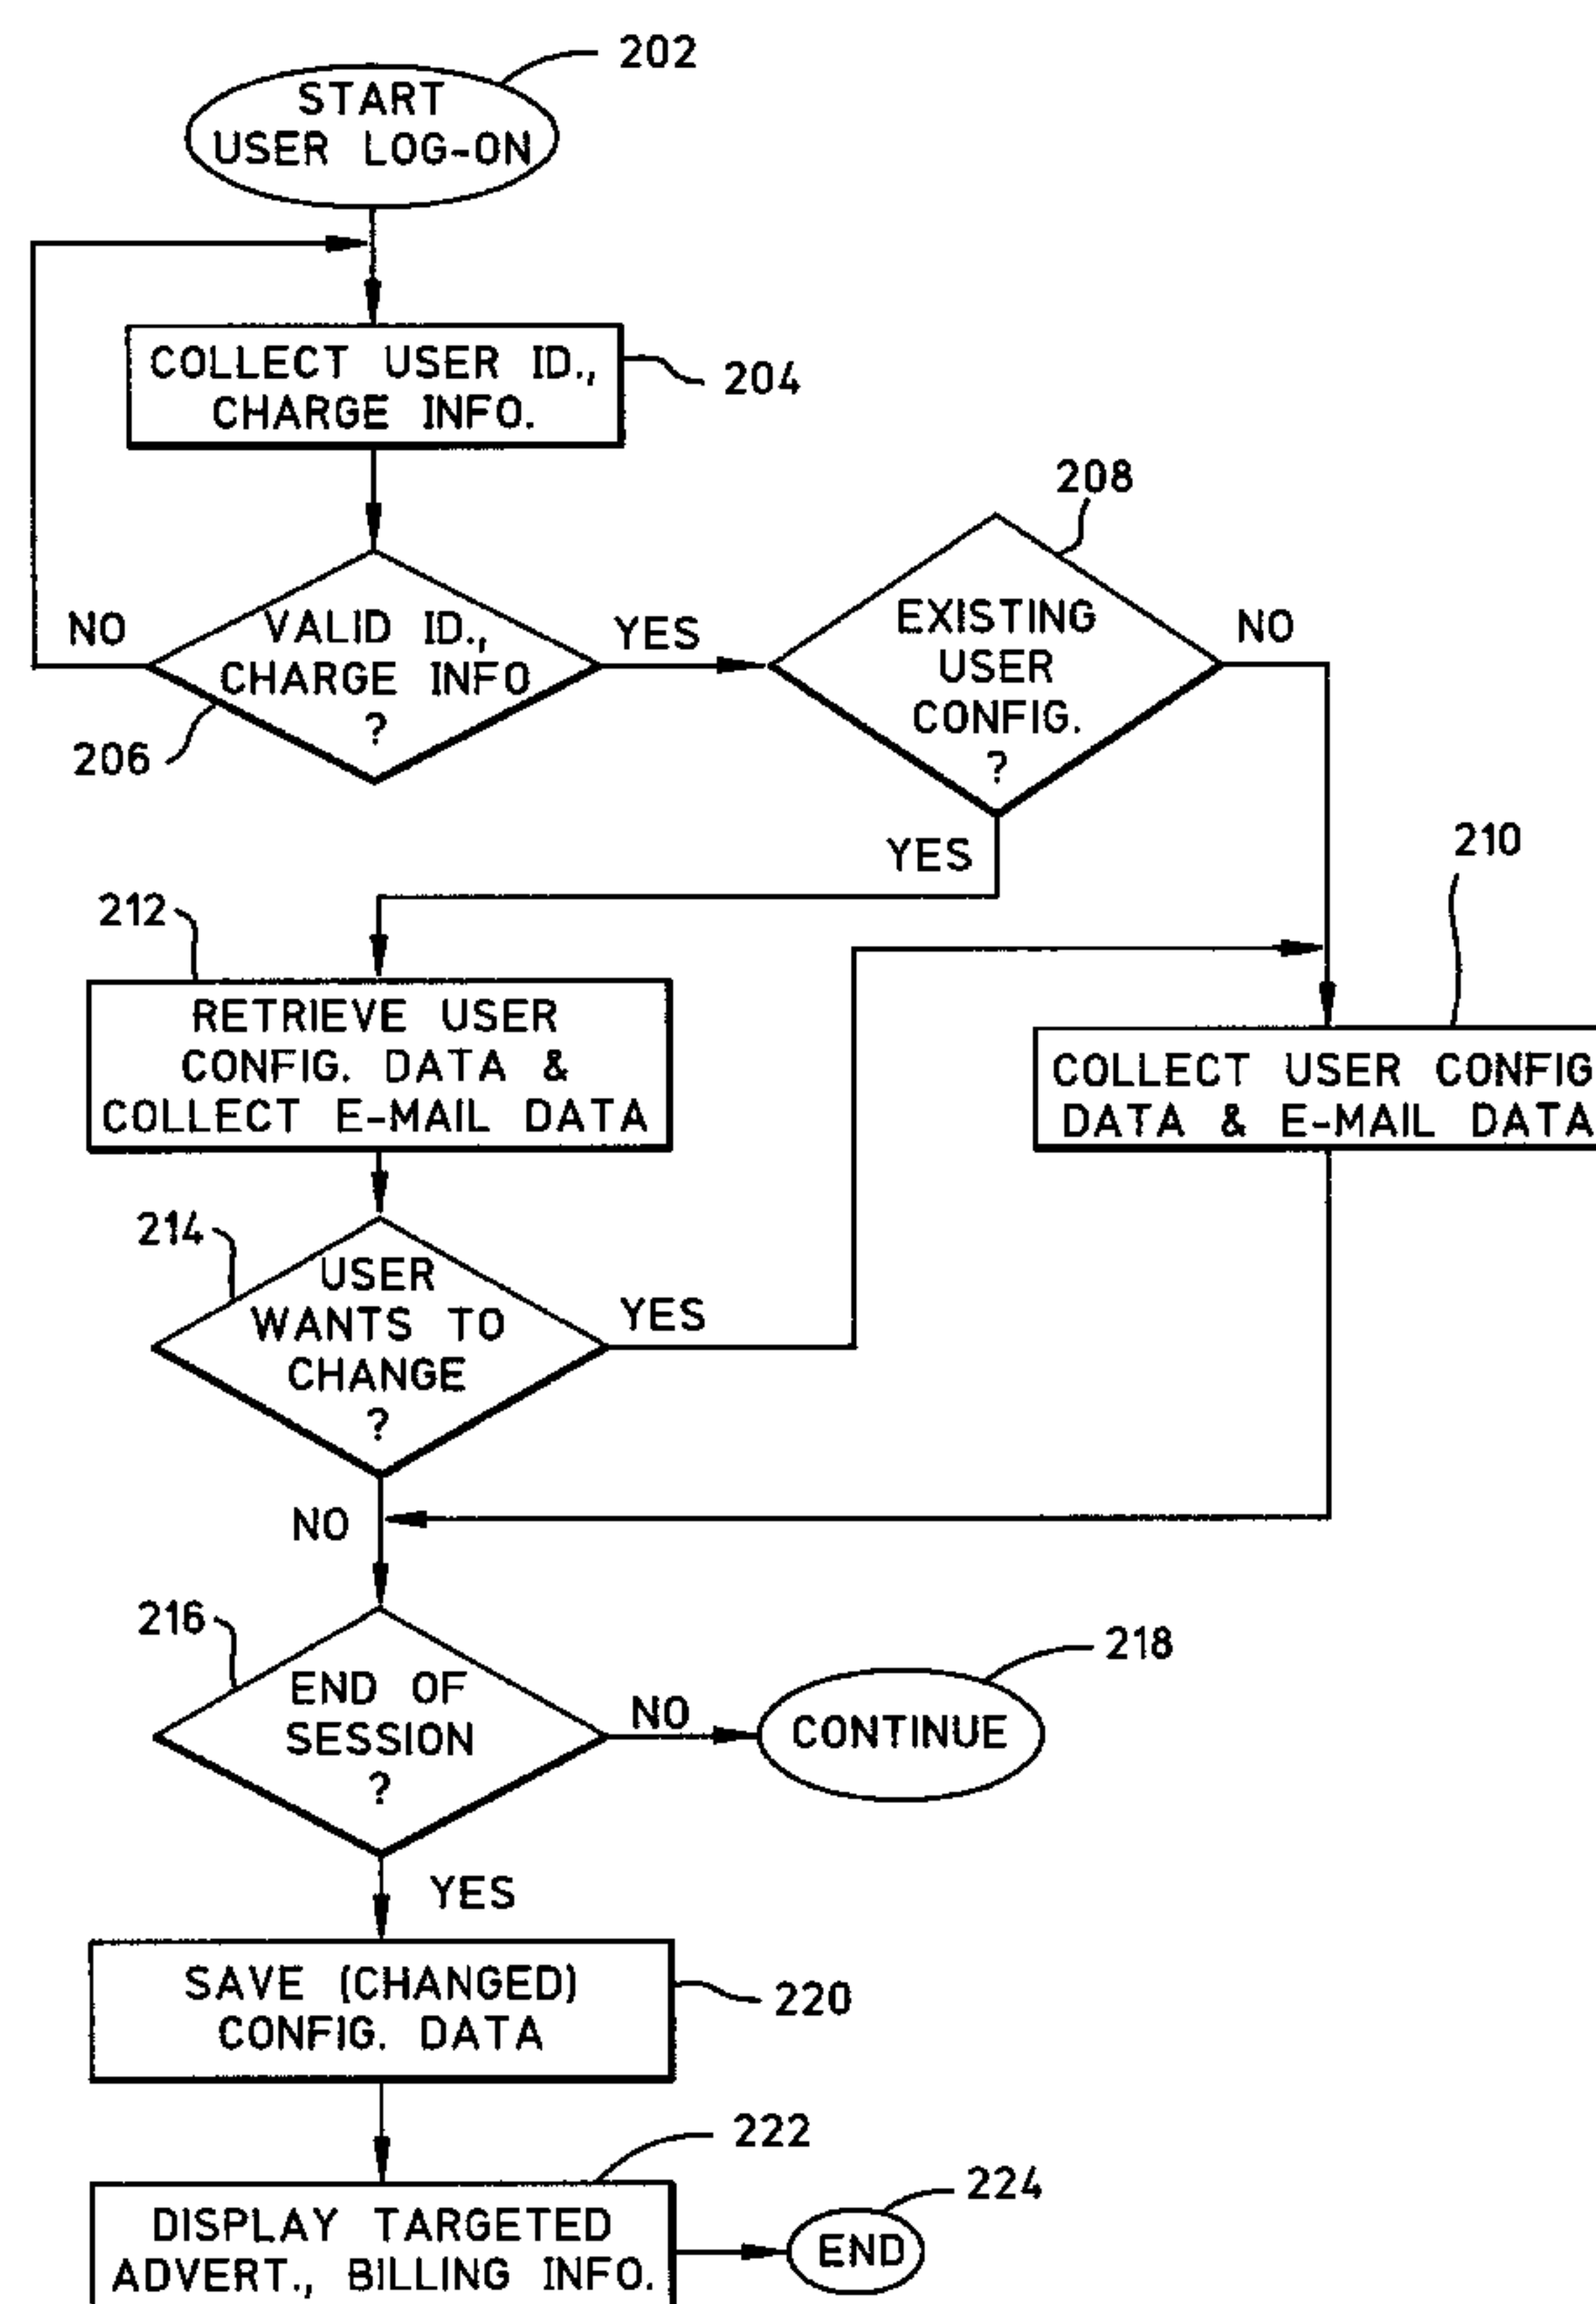 202
START
USER LOG-ON
COLLECT USER ID.,
CHARGE INFO.
204
208
NO
VALID ID.,
CHARGE INFO
?
YES
206
EXISTING
USER
CONFIG.
?
NO
YES
210
212
RETRIEVE USER
CONFIG. DATA &
COLLECT E-MAIL DATA
COLLECT USER CONFIG
DATA & E-MAIL DATA
214
USER
WANTS TO
CHANGE
?
YES
NO
216
END OF
SESSION
?
NO
218
CONTINUE
YES
SAVE (CHANGED)
CONFIG. DATA
220
222
DISPLAY TARGETED
ADVERT., BILLING INFO.
224
END